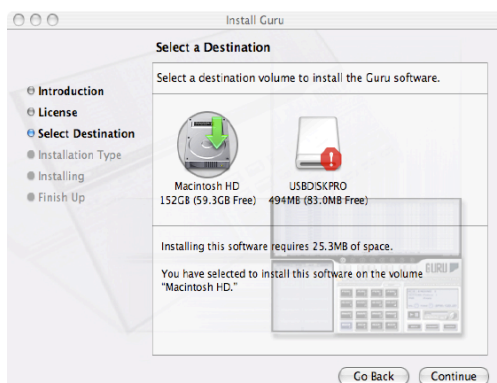 Install Guru
Select a Destination
Introduction
License
Select Destination
Installation Type
Installing
Finish Up
Select a destination volume to install the Guru software.
Macintosh HD
152GB (59.3GB Free)
USBDISKPRO
494MB (83.0MB Free)
Installing this software requires 25.3MB of space.
You have selected to install this software on the volume
"Macintosh HD."
GURU
Go Back
Continue